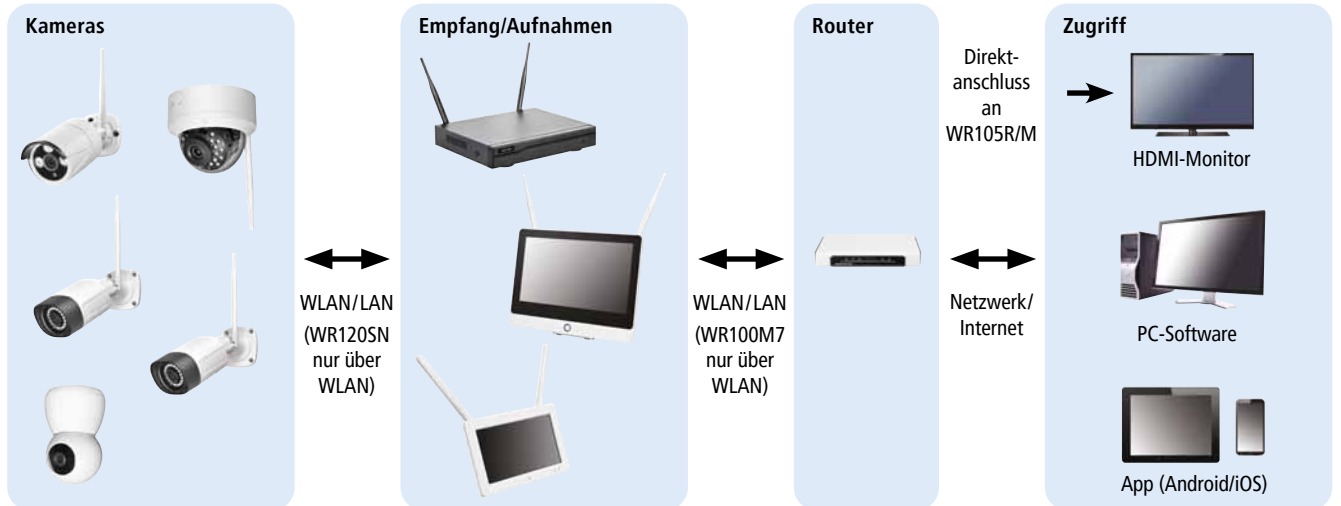 Kameras
Empfang/Aufnahmen
Router
Zugriff
WLAN/LAN
(WR120SN
nur über
WLAN)
WLAN/LAN
(WR100M7
nur über
WLAN)
Direkt-
anschluss
an
WR105R/M
Netzwerk/
Internet
HDMI-Monitor
PC-Software
App (Android/iOS)